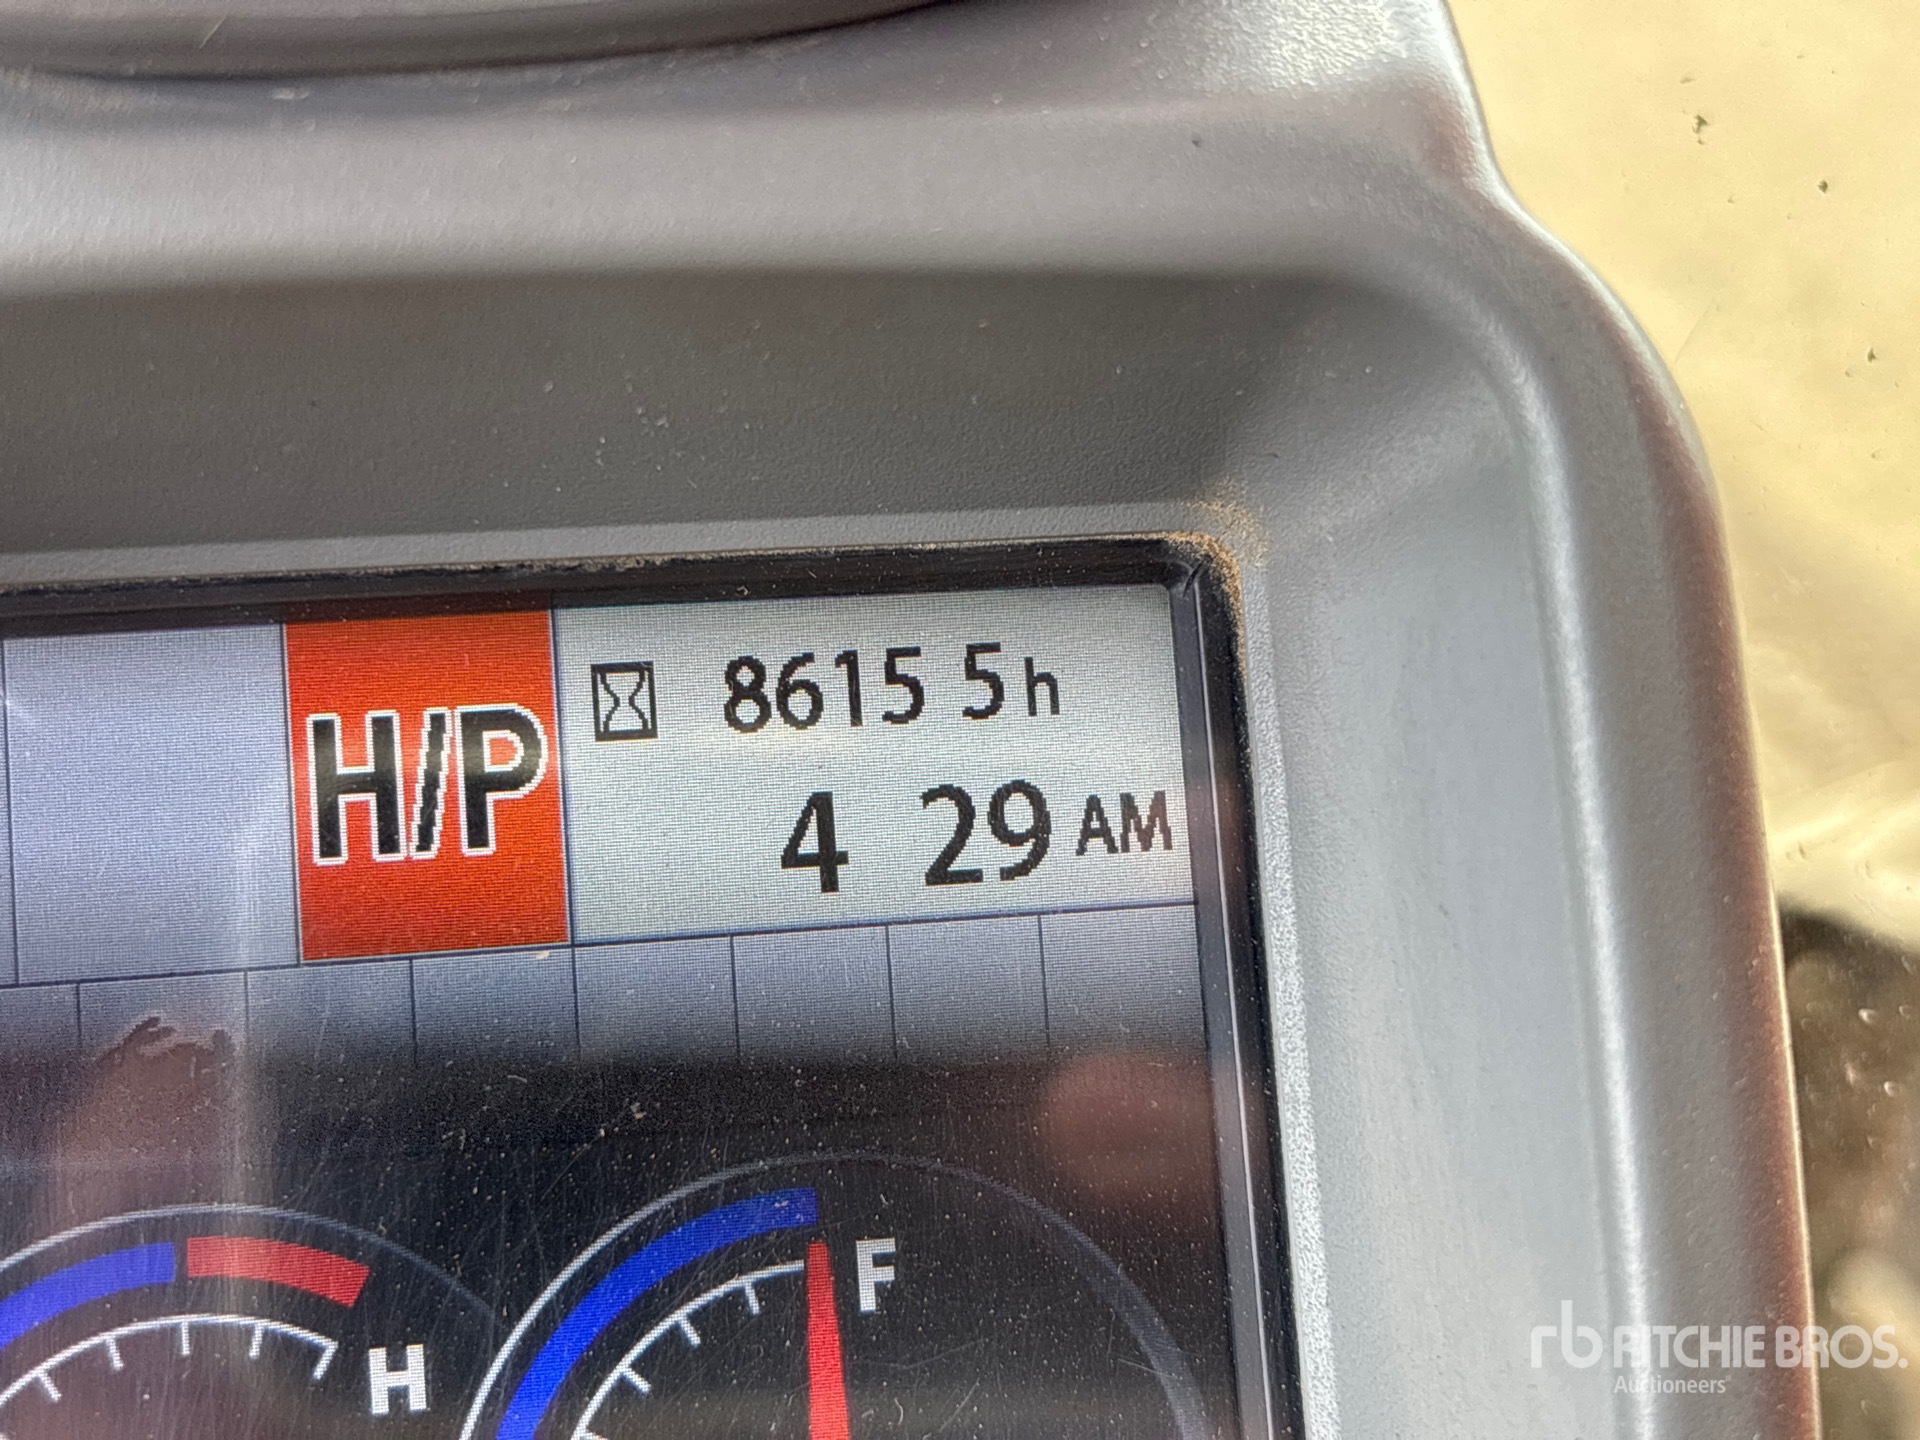 H/P
8615 5h
4 29 AM
F
H
rb RITCHIE BROS.
Auctioneers